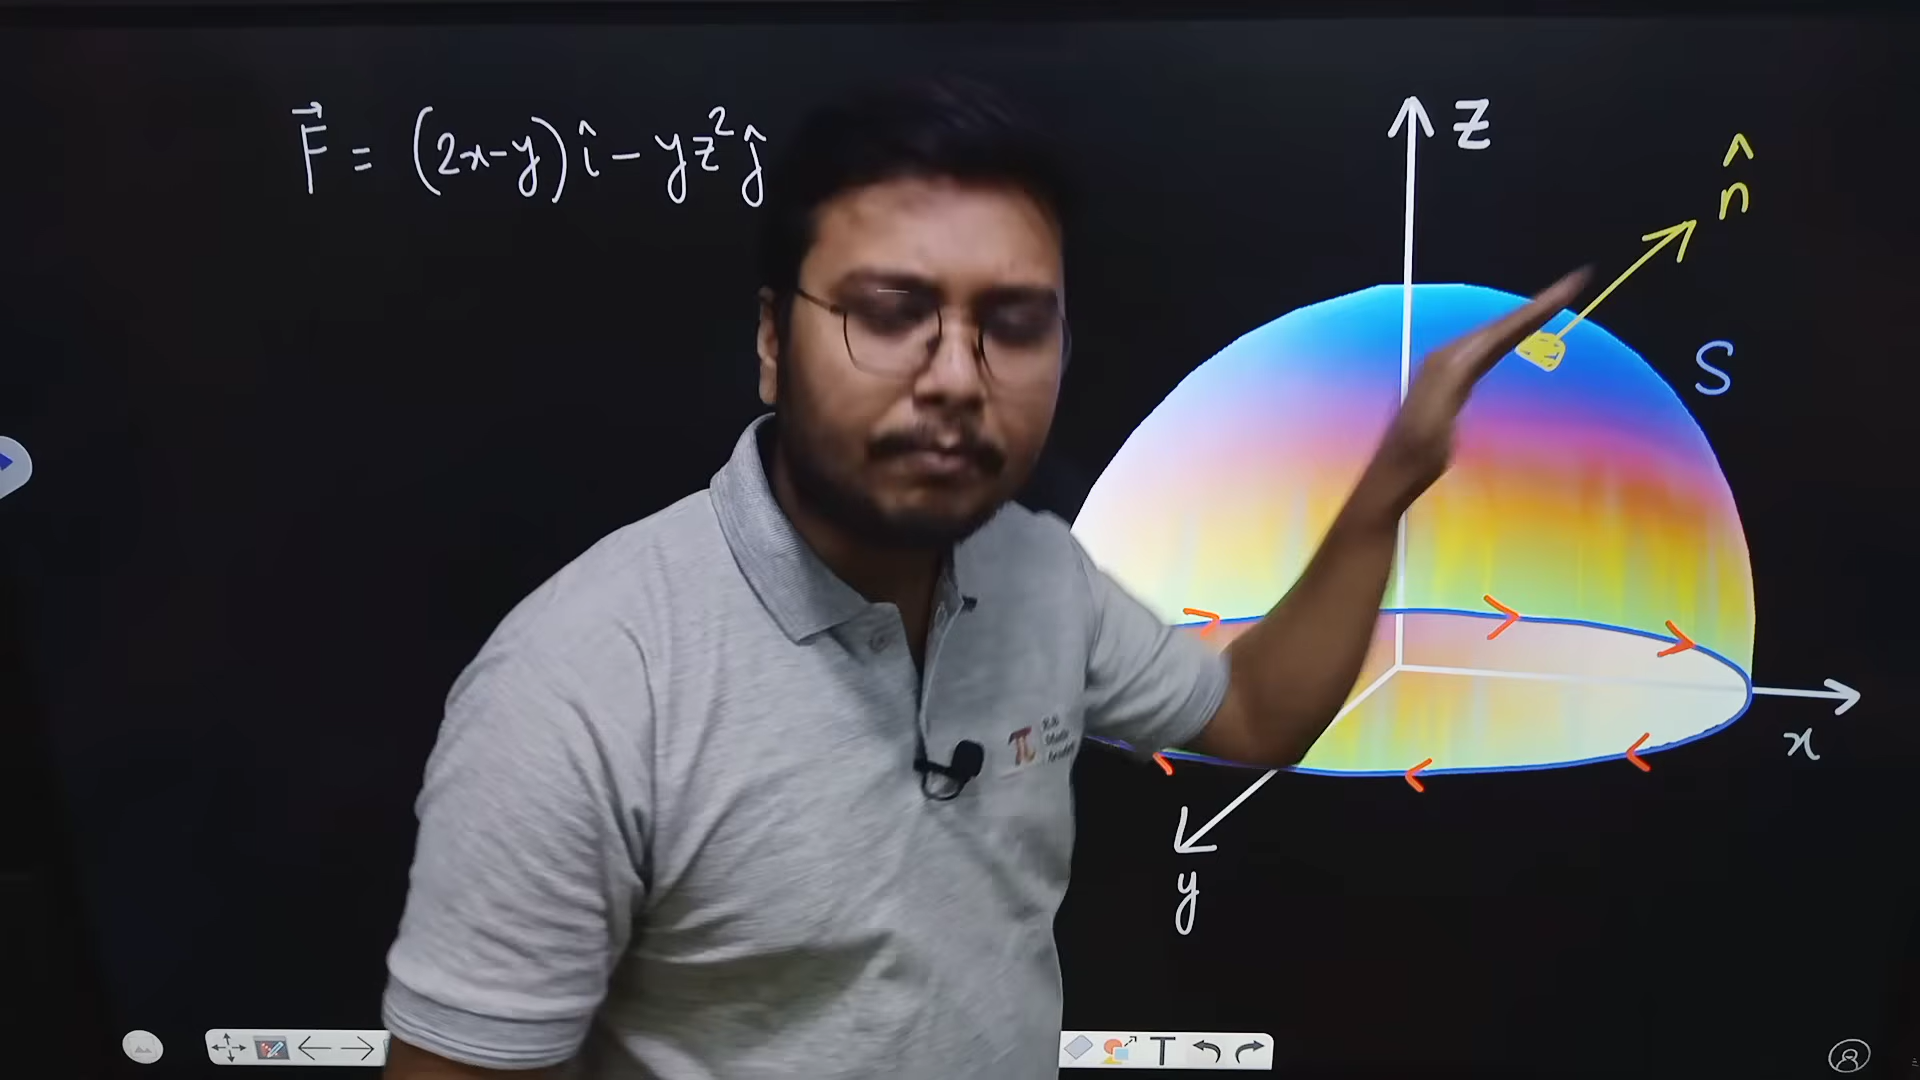 F⃗ = (2x-y)î - yz²ĵ
z
n̂
S
x
y
π
T